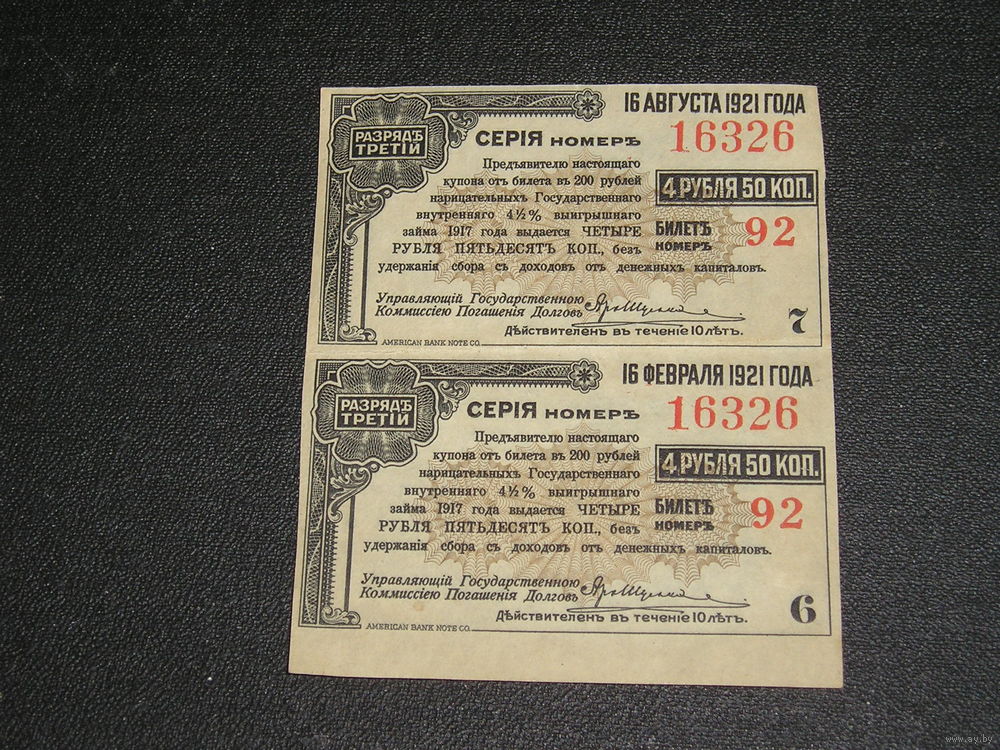 16 АВГУСТА 1921 ГОДА
РАЗРЯДЪ
ТРЕТІЙ
СЕРІЯ НОМЕРЪ 16326
Предъявителю настоящаго
купона отъ билета въ 200 рублей
нарицательныхъ Государственнаго
внутренняго 4½% выигрышнаго
займа 1917 года выдается ЧЕТЫРЕ
РУБЛЯ ПЯТЬДЕСЯТЪ КОП., безъ
удержанія сбора съ доходовъ отъ денежныхъ капиталовъ.
4 РУБЛЯ 50 КОП.
БИЛЕТЪ
НОМЕРЪ 92
Управляющій Государственною
Коммиссіею Погашенія Долговъ
Дѣйствителенъ въ теченіе 10 лѣтъ.
7
AMERICAN BANK NOTE CO.
16 ФЕВРАЛЯ 1921 ГОДА
РАЗРЯДЪ
ТРЕТІЙ
СЕРІЯ НОМЕРЪ 16326
Предъявителю настоящаго
купона отъ билета въ 200 рублей
нарицательныхъ Государственнаго
внутренняго 4½% выигрышнаго
займа 1917 года выдается ЧЕТЫРЕ
РУБЛЯ ПЯТЬДЕСЯТЪ КОП., безъ
удержанія сбора съ доходовъ отъ денежныхъ капиталовъ.
4 РУБЛЯ 50 КОП.
БИЛЕТЪ
НОМЕРЪ 92
Управляющій Государственною
Коммиссіею Погашенія Долговъ
Дѣйствителенъ въ теченіе 10 лѣтъ.
6
AMERICAN BANK NOTE CO.
www.ay.by